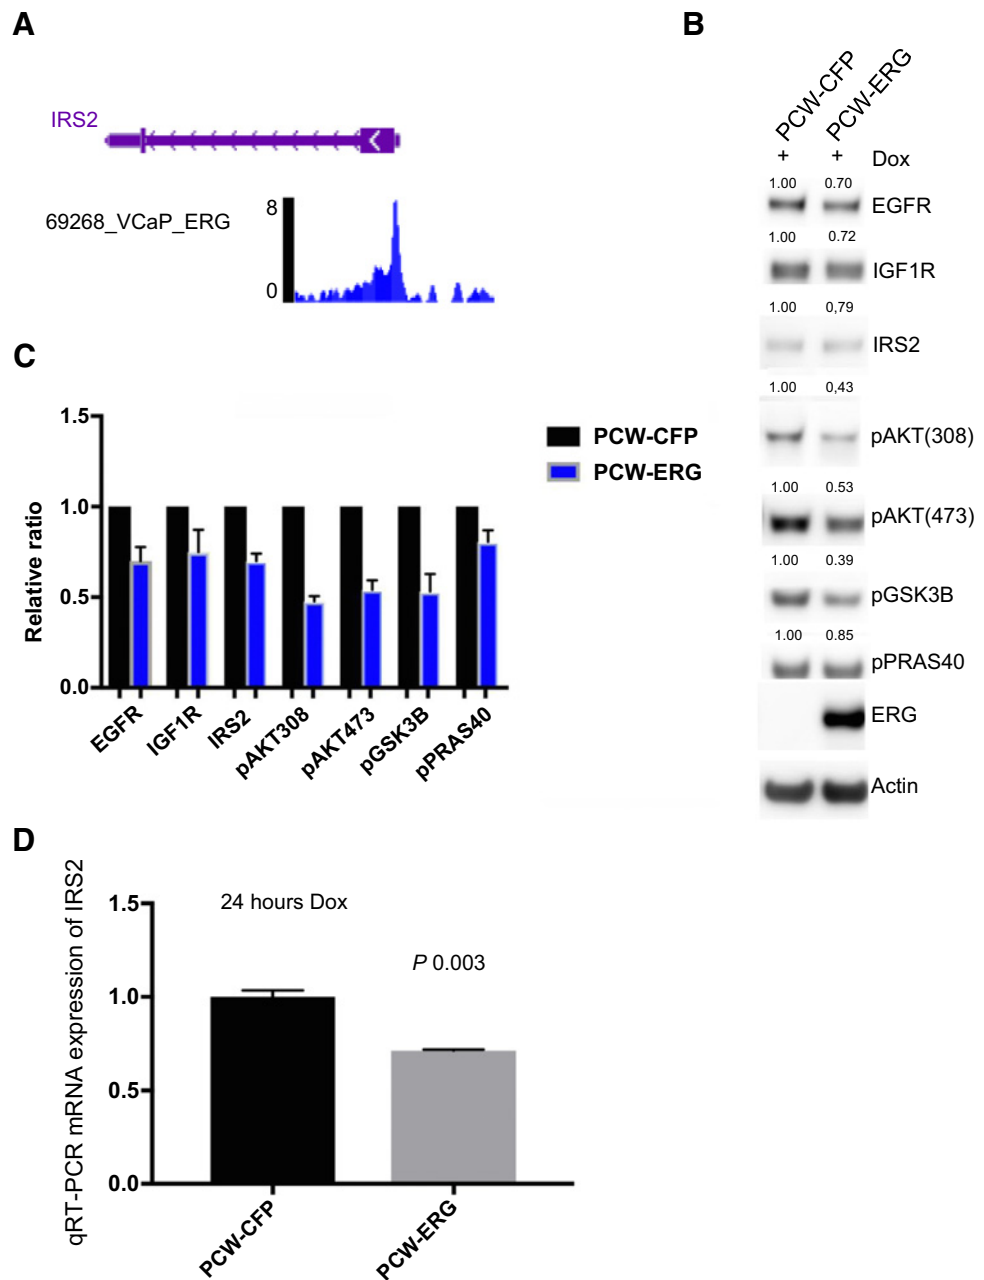 A
IRS2
69268_VCaP_ERG
8
0
B
PCW-CFP
PCW-ERG
+ + Dox
1.00 0.70
EGFR
1.00 0.72
IGF1R
1.00 0,79
IRS2
1.00 0,43
pAKT(308)
1.00 0.53
pAKT(473)
1.00 0.39
pGSK3B
1.00 0.85
pPRAS40
ERG
Actin
C
Relative ratio
1.5
1.0
0.5
0.0
EGFR
IGF1R
IRS2
pAKT308
pAKT473
pGSK3B
pPRAS40
PCW-CFP
PCW-ERG
D
qRT-PCR mRNA expression of IRS2
1.5
1.0
0.5
0.0
24 hours Dox
P 0.003
PCW-CFP
PCW-ERG